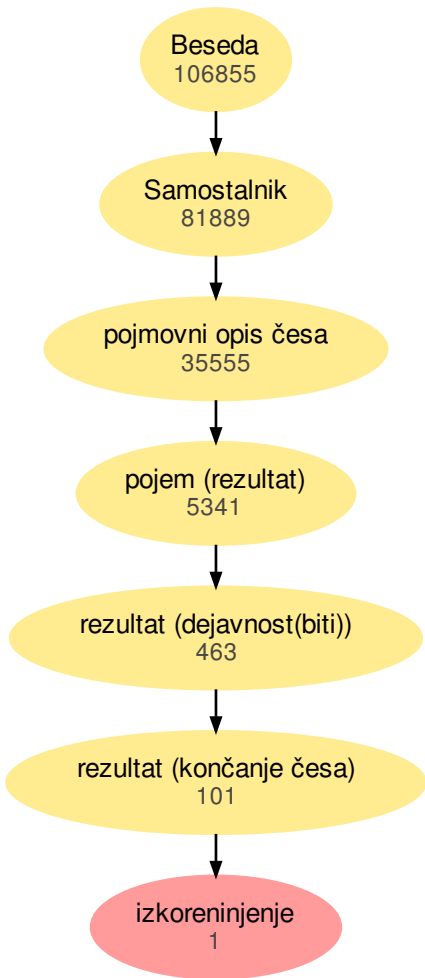 Beseda
106855
Samostalnik
81889
pojmovni opis česa
35555
pojem (rezultat)
5341
rezultat (dejavnost(biti))
463
rezultat (končanje česa)
101
izkoreninjenje
1